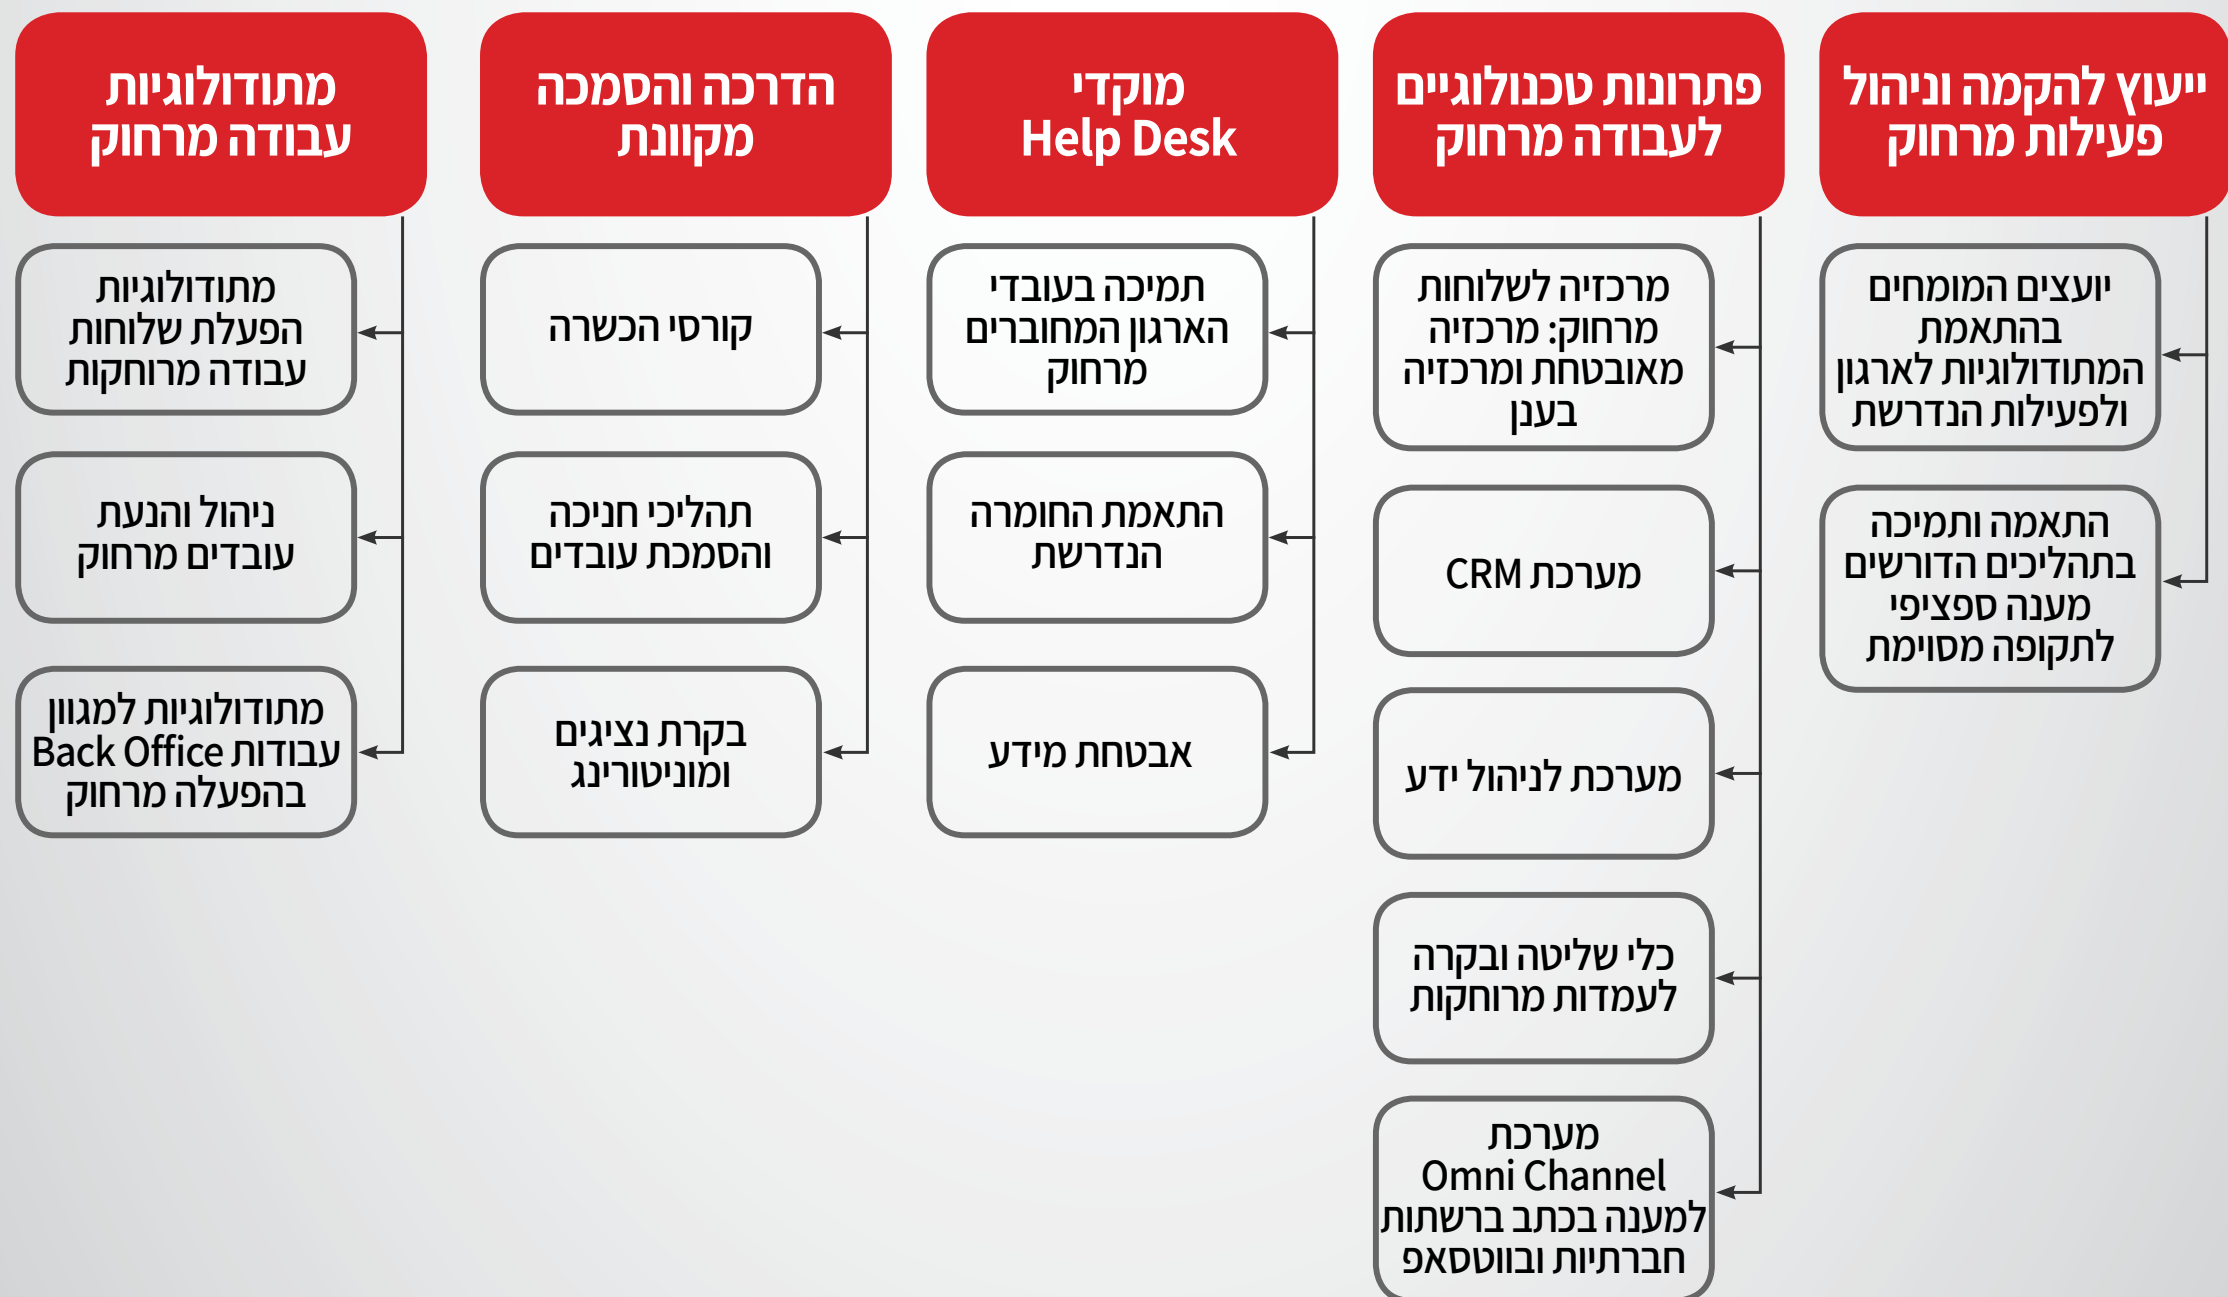 ייעוץ להקמה וניהול
פעילות מרחוק
יועצים המומחים
בהתאמת
המתודולוגיות לארגון
ולפעילות הנדרשת
התאמה ותמיכה
בתהליכים הדורשים
מענה ספציפי
לתקופה מסוימת
פתרונות טכנולוגיים
לעבודה מרחוק
מרכזיה לשלוחות
מרחוק: מרכזיה
מאובטחת ומרכזיה
בענן
מערכת CRM
מערכת לניהול ידע
כלי שליטה ובקרה
לעמדות מרוחקות
מערכת
Omni Channel
למענה בכתב ברשתות
חברתיות ובווטסאפ
מוקדי
Help Desk
תמיכה בעובדי
הארגון המחוברים
מרחוק
התאמת החומרה
הנדרשת
אבטחת מידע
הדרכה והסמכה
מקוונת
קורסי הכשרה
תהליכי חניכה
והסמכת עובדים
בקרת נציגים
ומוניטורינג
מתודולוגיות
עבודה מרחוק
מתודולוגיות
הפעלת שלוחות
עבודה מרוחקות
ניהול והנעת
עובדים מרחוק
מתודולוגיות למגוון
עבודות Back Office
בהפעלה מרחוק